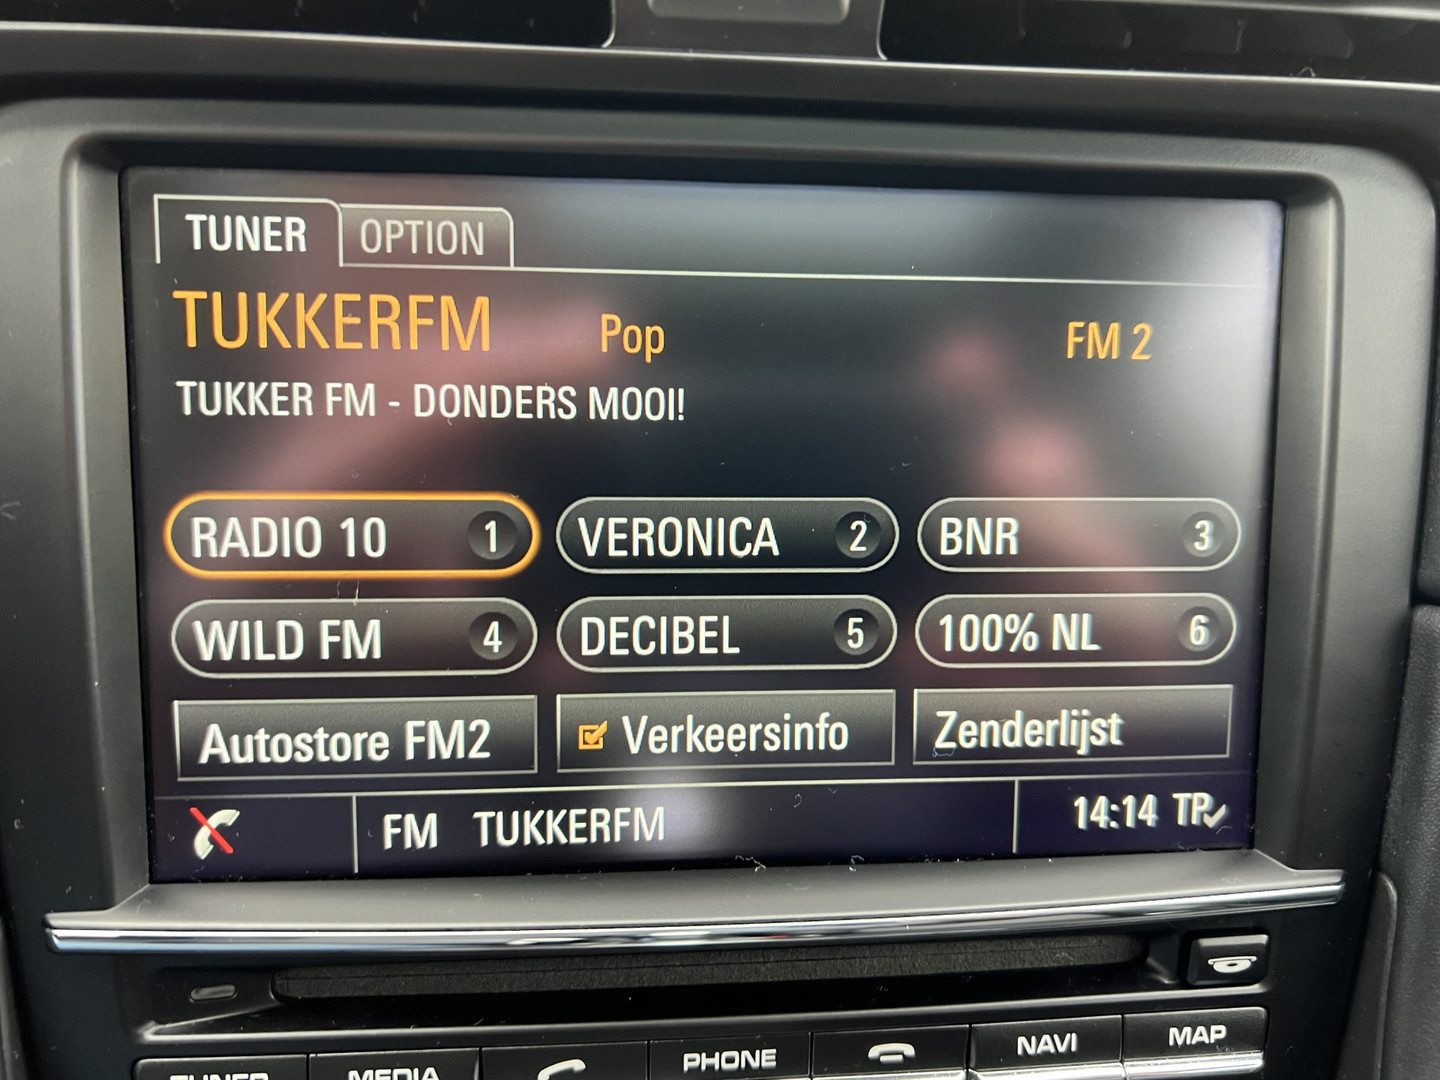 TUNER OPTION
TUKKERFM Pop FM 2
TUKKER FM - DONDERS MOOI!
RADIO 10 1 VERONICA 2 BNR 3
WILD FM 4 DECIBEL 5 100% NL 6
Autostore FM2 Verkeersinfo Zenderlijst
FM TUKKERFM 14:14 TP
TUNER MEDIA PHONE NAVI MAP